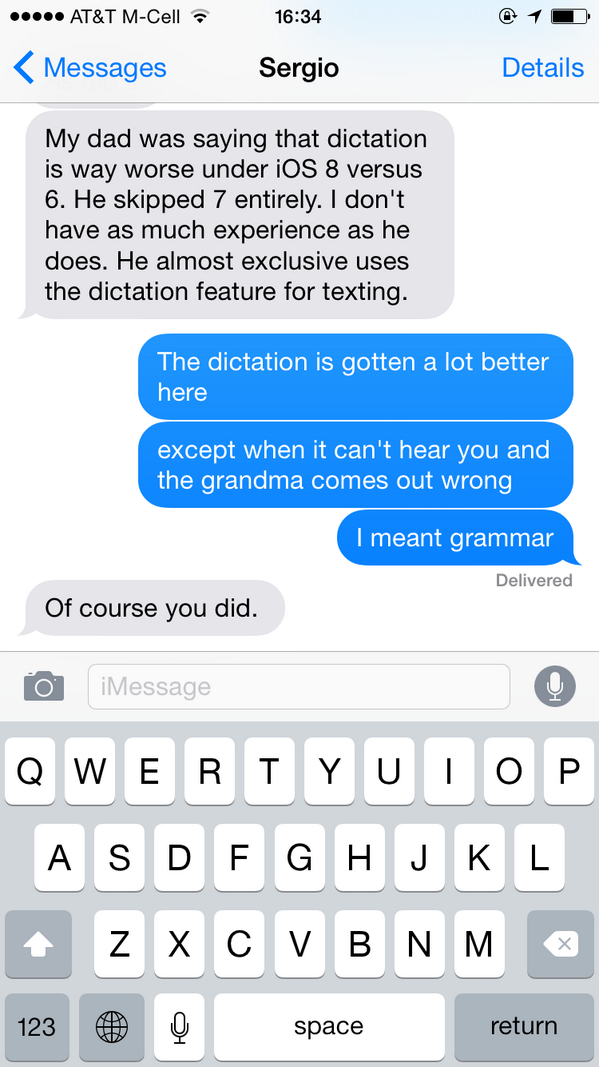 AT&T M-Cell 16:34
Messages Sergio Details
My dad was saying that dictation
is way worse under iOS 8 versus
6. He skipped 7 entirely. I don't
have as much experience as he
does. He almost exclusive uses
the dictation feature for texting.
The dictation is gotten a lot better
here
except when it can't hear you and
the grandma comes out wrong
I meant grammar
Delivered
Of course you did.
iMessage
Q W E R T Y U I O P
A S D F G H J K L
Z X C V B N M
123 space return